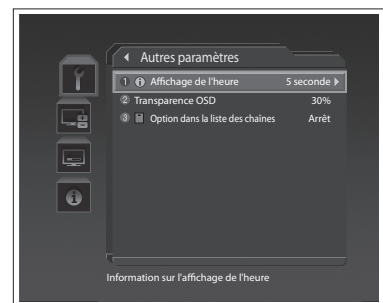 Autres paramètres
1 Affichage de l'heure 5 seconde
2 Transparence OSD 30%
3 Option dans la liste des chaînes Arrêt
Information sur l'affichage de l'heure